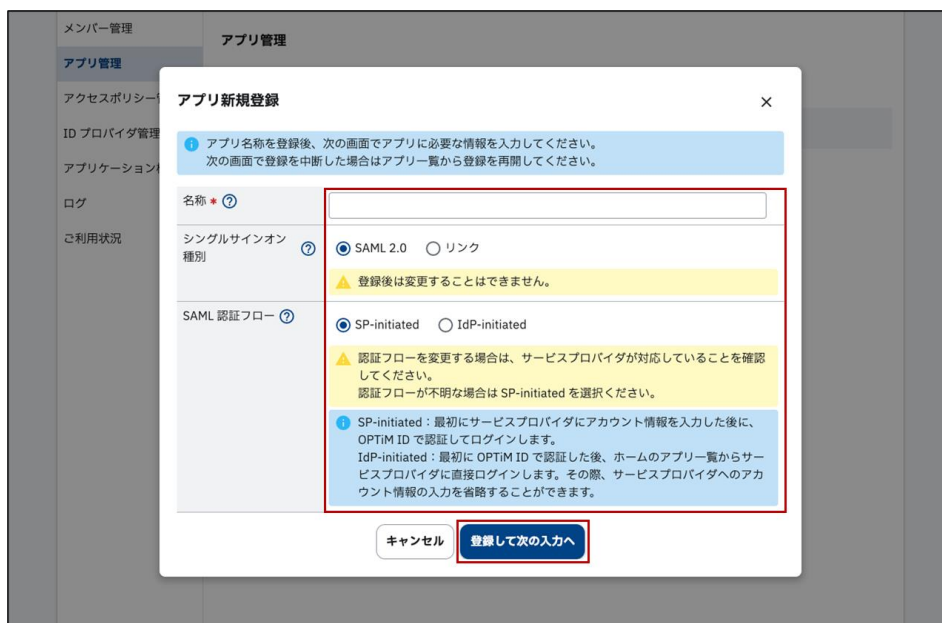 メンバー管理
アプリ管理
アプリ管理
アクセスポリシー
ID プロバイダ管理
アプリケーション
ログ
ご利用状況
アプリ新規登録
アプリ名称を登録後、次の画面でアプリに必要な情報を入力してください。
次の画面で登録を中断した場合はアプリ一覧から登録を再開してください。
名称 *
シングルサインオン
種別
SAML 2.0 リンク
登録後は変更することはできません。
SAML 認証フロー
SP-initiated IdP-initiated
認証フローを変更する場合は、サービスプロバイダが対応していることを確認
してください。
認証フローが不明な場合は SP-initiated を選択ください。
SP-initiated:最初にサービスプロバイダにアカウント情報を入力した後に、
OPTiM ID で認証してログインします。
IdP-initiated:最初に OPTiM ID で認証した後、ホームのアプリ一覧からサー
ビスプロバイダに直接ログインします。その際、サービスプロバイダへのアカ
ウント情報の入力を省略することができます。
キャンセル 登録して次の入力へ